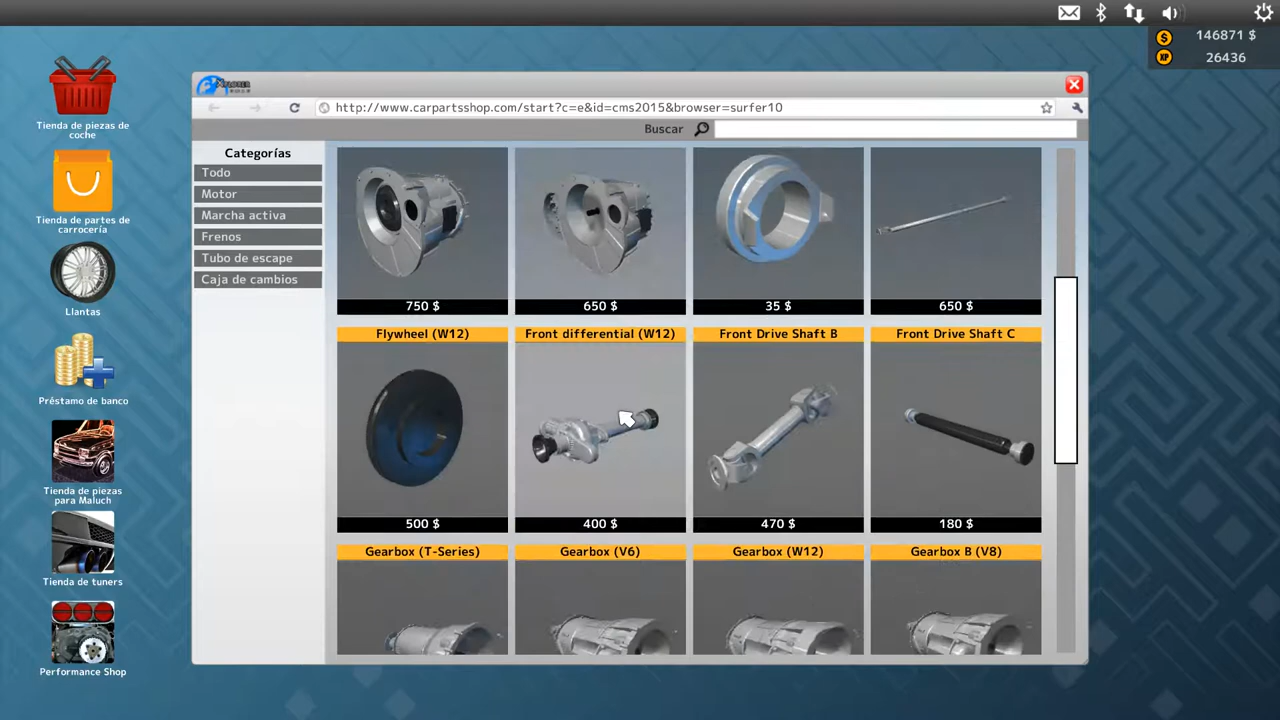 146871 $
26436
http://www.carpartsshop.com/start?c=e&id=cms2015&browser=surfer10
Buscar
Categorías
Todo
Motor
Marcha activa
Frenos
Tubo de escape
Caja de cambios
Tienda de piezas de
coche
Tienda de partes de
carrocería
Llantas
Préstamo de banco
Tienda de piezas
para Maluch
Tienda de tuners
Performance Shop
750 $
650 $
35 $
650 $
Flywheel (W12)
Front differential (W12)
Front Drive Shaft B
Front Drive Shaft C
500 $
400 $
470 $
180 $
Gearbox (T-Series)
Gearbox (V6)
Gearbox (W12)
Gearbox B (V8)